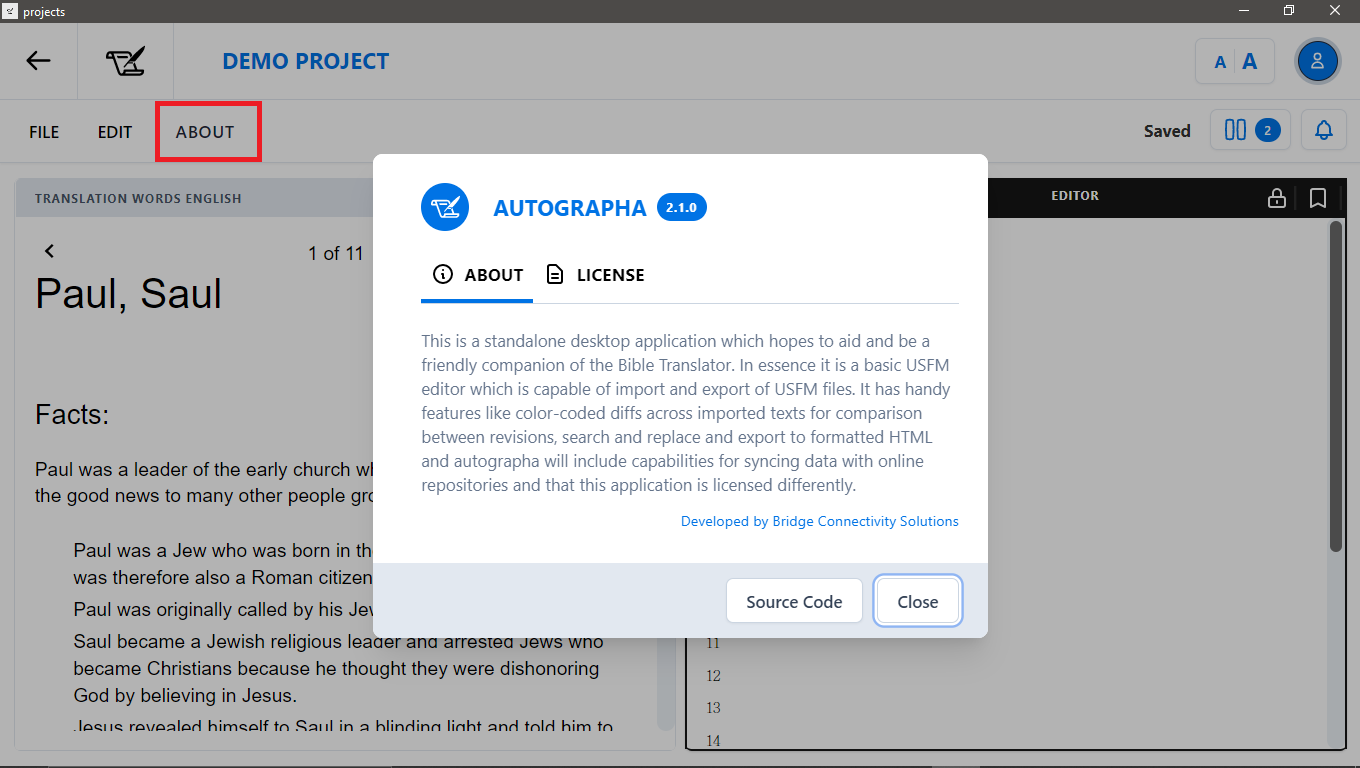 projects
DEMO PROJECT
A A
FILE EDIT ABOUT
Saved
2
TRANSLATION WORDS ENGLISH
1 of 11
Paul, Saul
Facts:
Paul was a leader of the early church
the good news to many other people
Paul was a Jew who was born in
was therefore also a Roman citizen
Paul was originally called by his
Saul became a Jewish religious leader and arrested Jews who
became Christians because he thought they were dishonoring
God by believing in Jesus.
Jesus revealed himself to Saul in a blinding light and told him to
EDITOR
11
12
13
14
AUTOGRAPHA 2.1.0
ABOUT LICENSE
This is a standalone desktop application which hopes to aid and be a
friendly companion of the Bible Translator. In essence it is a basic USFM
editor which is capable of import and export of USFM files. It has handy
features like color-coded diffs across imported texts for comparison
between revisions, search and replace and export to formatted HTML
and autographa will include capabilities for syncing data with online
repositories and that this application is licensed differently.
Developed by Bridge Connectivity Solutions
Source Code Close